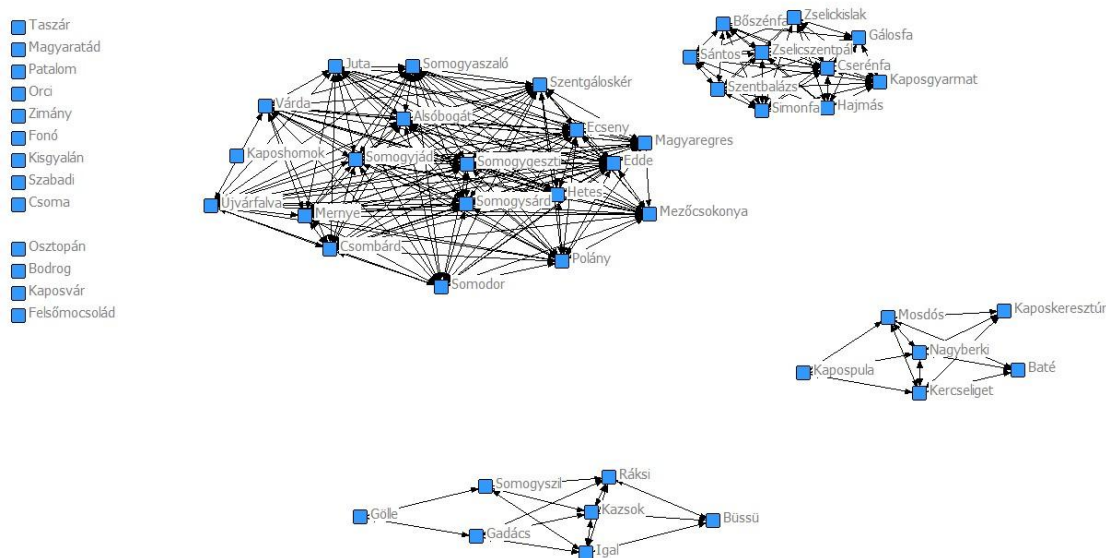 Taszár
Magyaratád
Patalom
Orci
Zimány
Fonó
Kisgyalán
Szabadi
Csoma
Osztopán
Bodrog
Kaposvár
Felsőmocsolád
Juta
Somogyaszaló
Szentgáloskér
Várda
Alsóbogát
Ecseny
Magyaregres
Kaposhomok
Somogyjád
Somogygeszti
Edde
Hetes
Újvárfalva
Mernye
Somogysárd
Mezőcsokonya
Csombárd
Polány
Somodor
Bőszénfa
Zselickislak
Gálosfa
Sántos
Zselicszentpál
Cserénfa
Kaposgyarmat
Szentbalázs
Simonfa
Hajmás
Mosdós
Kaposkeresztúr
Nagyberki
Kapospula
Baté
Kercseliget
Ráksi
Somogyszil
Kazsok
Gölle
Büssü
Gadács
Igal